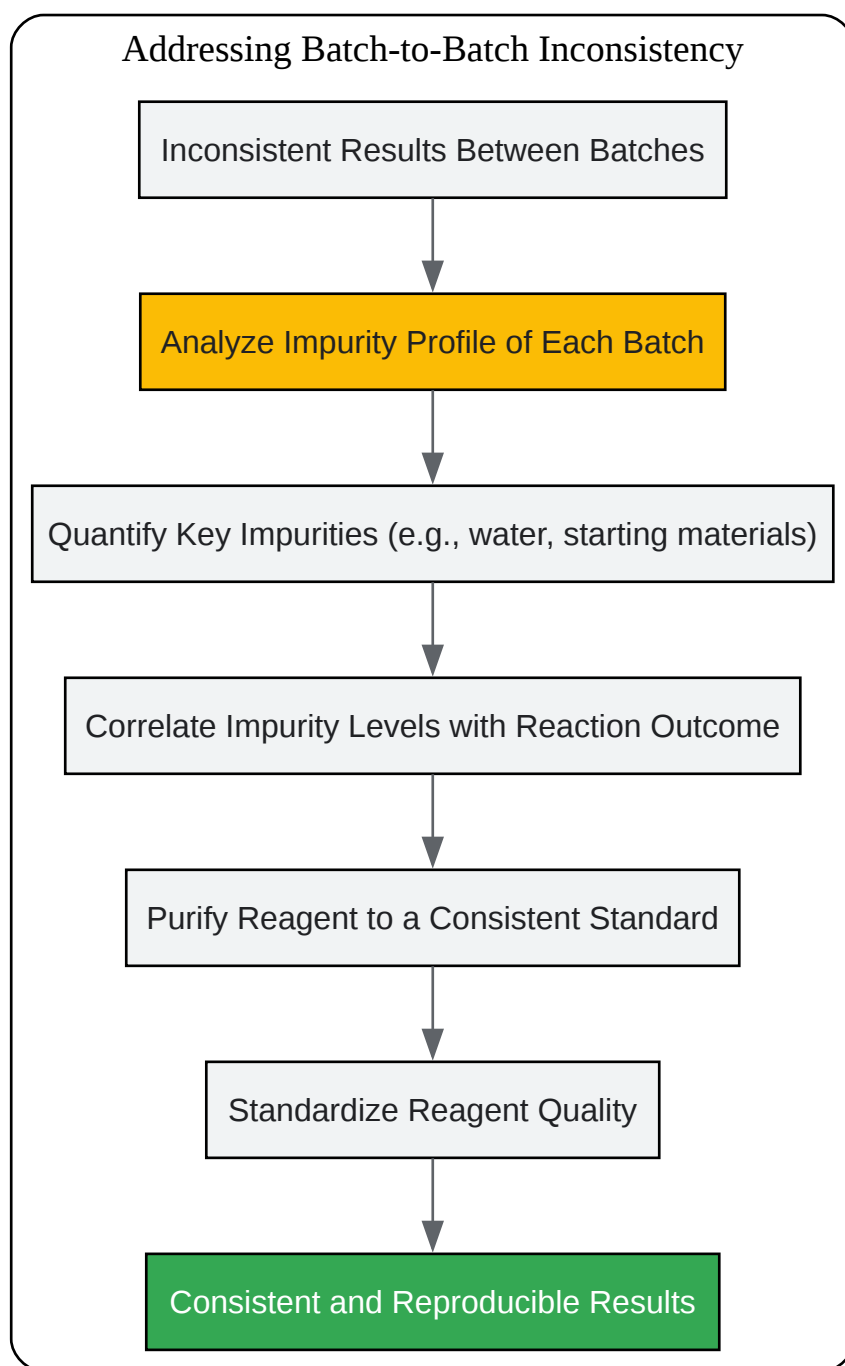 Addressing Batch-to-Batch Inconsistency
Inconsistent Results Between Batches
Analyze Impurity Profile of Each Batch
Quantify Key Impurities (e.g., water, starting materials)
Correlate Impurity Levels with Reaction Outcome
Purify Reagent to a Consistent Standard
Standardize Reagent Quality
Consistent and Reproducible Results